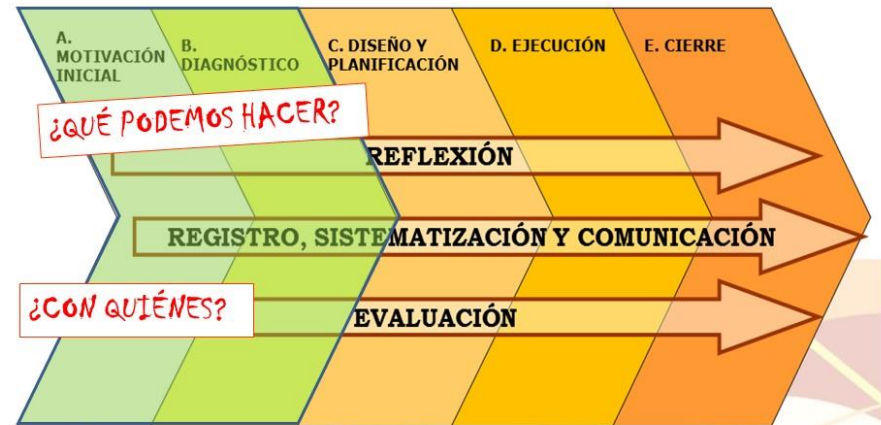 A.
MOTIVACIÓN
INICIAL
B.
DIAGNÓSTICO
C. DISEÑO Y
PLANIFICACIÓN
D. EJECUCIÓN
E. CIERRE
¿QUÉ PODEMOS HACER?
REFLEXIÓN
REGISTRO, SISTEMATIZACIÓN Y COMUNICACIÓN
¿CON QUIÉNES?
EVALUACIÓN